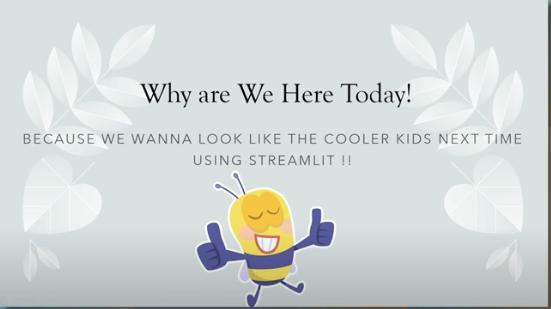 Why are We Here Today!
BECAUSE WE WANNA LOOK LIKE THE COOLER KIDS NEXT TIME
USING STREAMLIT !!